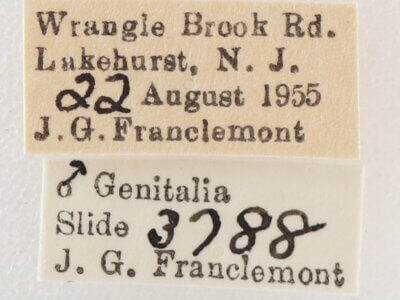 Wrangle Brook Rd.
Lakehurst, N. J.
22 August 1955
J.G.Franclemont
♂ Genitalia
Slide 3788
J. G. Franclemont